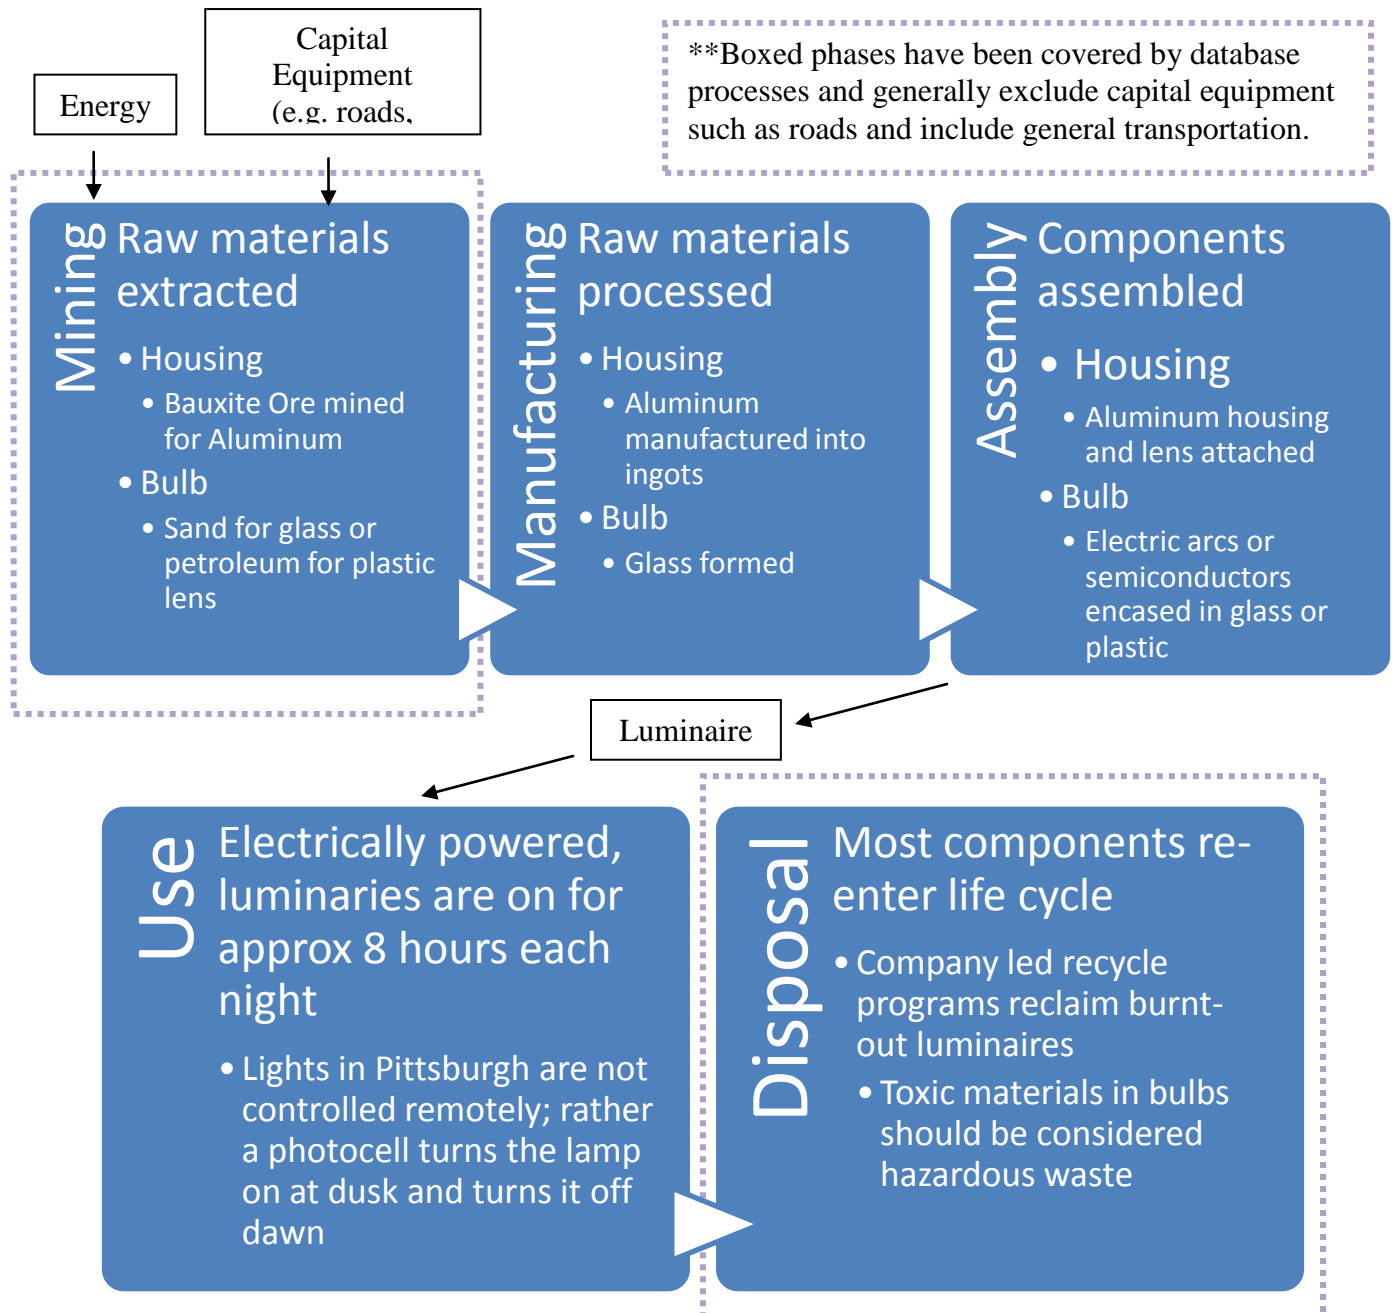 Capital
Equipment
(e.g. roads,
Energy
**Boxed phases have been covered by database
processes and generally exclude capital equipment
such as roads and include general transportation.
Mining
Raw materials
extracted
• Housing
• Bauxite Ore mined
for Aluminum
• Bulb
• Sand for glass or
petroleum for plastic
lens
Manufacturing
Raw materials
processed
• Housing
• Aluminum
manufactured into
ingots
• Bulb
• Glass formed
Assembly
Components
assembled
• Housing
• Aluminum housing
and lens attached
• Bulb
• Electric arcs or
semiconductors
encased in glass or
plastic
Luminaire
Use
Electrically powered,
luminaries are on for
approx 8 hours each
night
• Lights in Pittsburgh are not
controlled remotely; rather
a photocell turns the lamp
on at dusk and turns it off
dawn
Disposal
Most components re-
enter life cycle
• Company led recycle
programs reclaim burnt-
out luminaires
• Toxic materials in bulbs
should be considered
hazardous waste